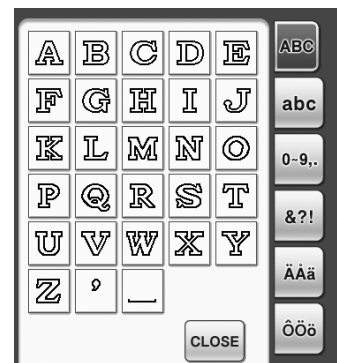 A B C D E ABC
F G H I J abc
K L M N O 0~9,.
P Q R S T &?!
U V W X Y ÄÅä
Z ’ _ ÔÖö
CLOSE